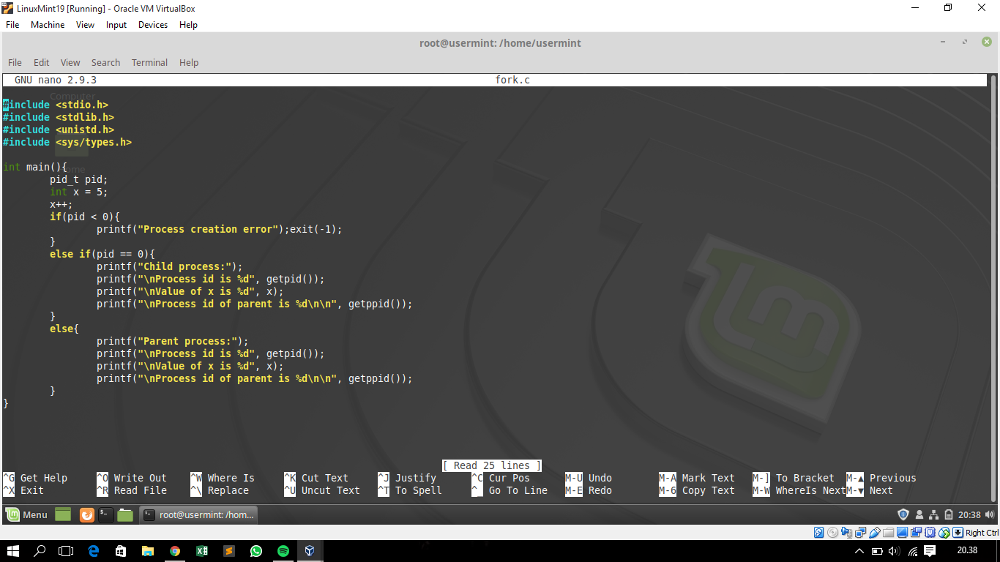 LinuxMint19 [Running] - Oracle VM VirtualBox
File Machine View Input Devices Help
root@usermint: /home/usermint
File Edit View Search Terminal Help
GNU nano 2.9.3 fork.c
Computer
#include <stdio.h>
#include <stdlib.h>
#include <unistd.h>
#include <sys/types.h>
int main(){
Home
pid_t pid;
int x = 5;
x++;
if(pid < 0){
printf("Process creation error");exit(-1);
}
else if(pid == 0){
printf("Child process:");
printf("\nProcess id is %d", getpid());
printf("\nValue of x is %d", x);
printf("\nProcess id of parent is %d\n\n", getppid());
}
else{
printf("Parent process:");
printf("\nProcess id is %d", getpid());
printf("\nValue of x is %d", x);
printf("\nProcess id of parent is %d\n\n", getppid());
}
}
[ Read 25 lines ]
^G Get Help ^O Write Out ^W Where Is ^K Cut Text ^J Justify ^C Cur Pos M-U Undo M-A Mark Text M-] To Bracket M-▲ Previous
^X Exit ^R Read File ^\ Replace ^U Uncut Text ^T To Spell ^_ Go To Line M-E Redo M-6 Copy Text M-W WhereIs Next M-▼ Next
Menu root@usermint: /hom... 20:38
Right Ctrl
20.38